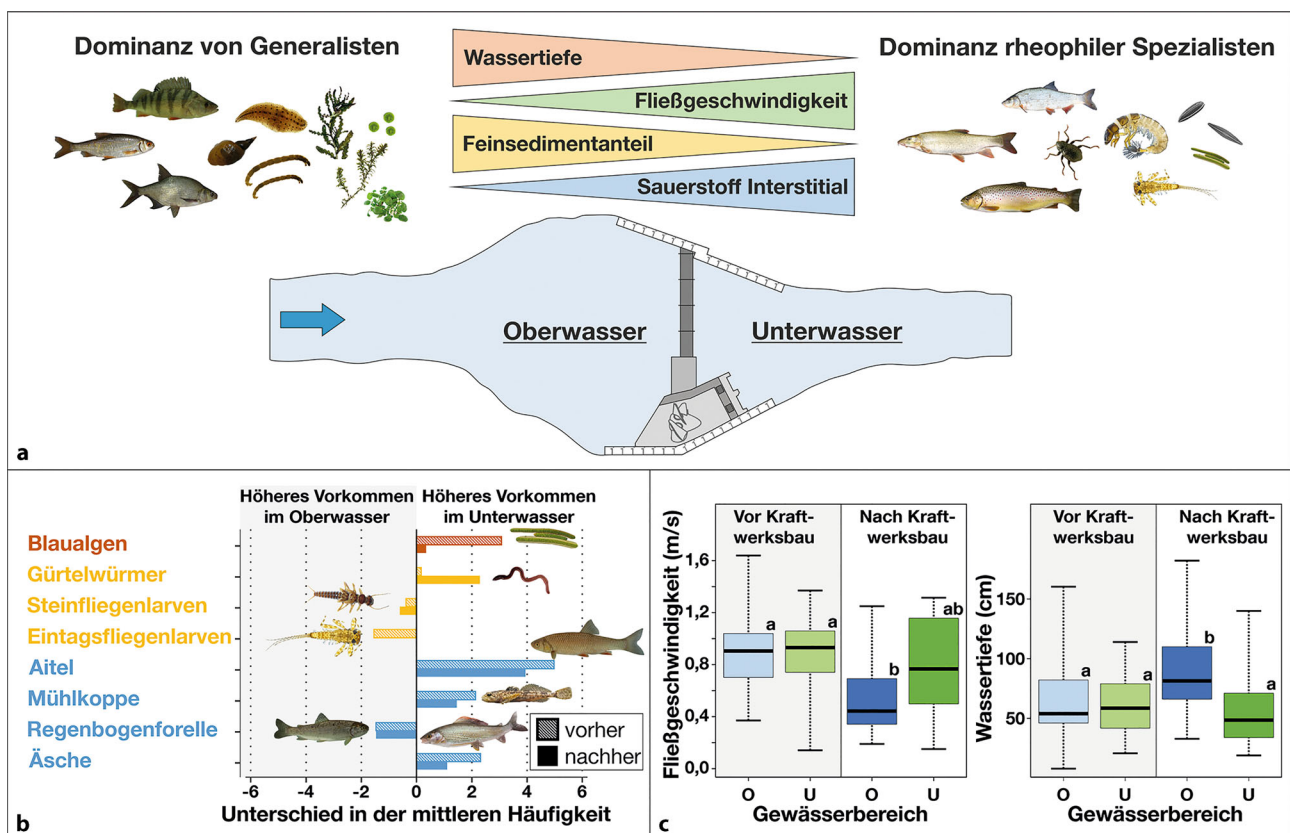 Dominanz von Generalisten
Wassertiefe
Fließgeschwindigkeit
Feinsedimentanteil
Sauerstoff Interstitial
Dominanz rheophiler Spezialisten
Oberwasser
Unterwasser
a
Höheres Vorkommen
im Oberwasser
Höheres Vorkommen
im Unterwasser
Blaualgen
Gürtelwürmer
Steinfliegenlarven
Eintagsfliegenlarven
Aitel
Mühlkoppe
Regenbogenforelle
Äsche
vorher
nachher
-6 -4 -2 0 2 4 6
Unterschied in der mittleren Häufigkeit
b
Fließgeschwindigkeit (m/s)
1,6
1,2
0,8
0,4
0,0
Vor Kraft-
werksbau
Nach Kraft-
werksbau
a a b ab
O U O U
Gewässerbereich
Wassertiefe (cm)
150
100
50
Vor Kraft-
werksbau
Nach Kraft-
werksbau
a a b a
O U O U
Gewässerbereich
c